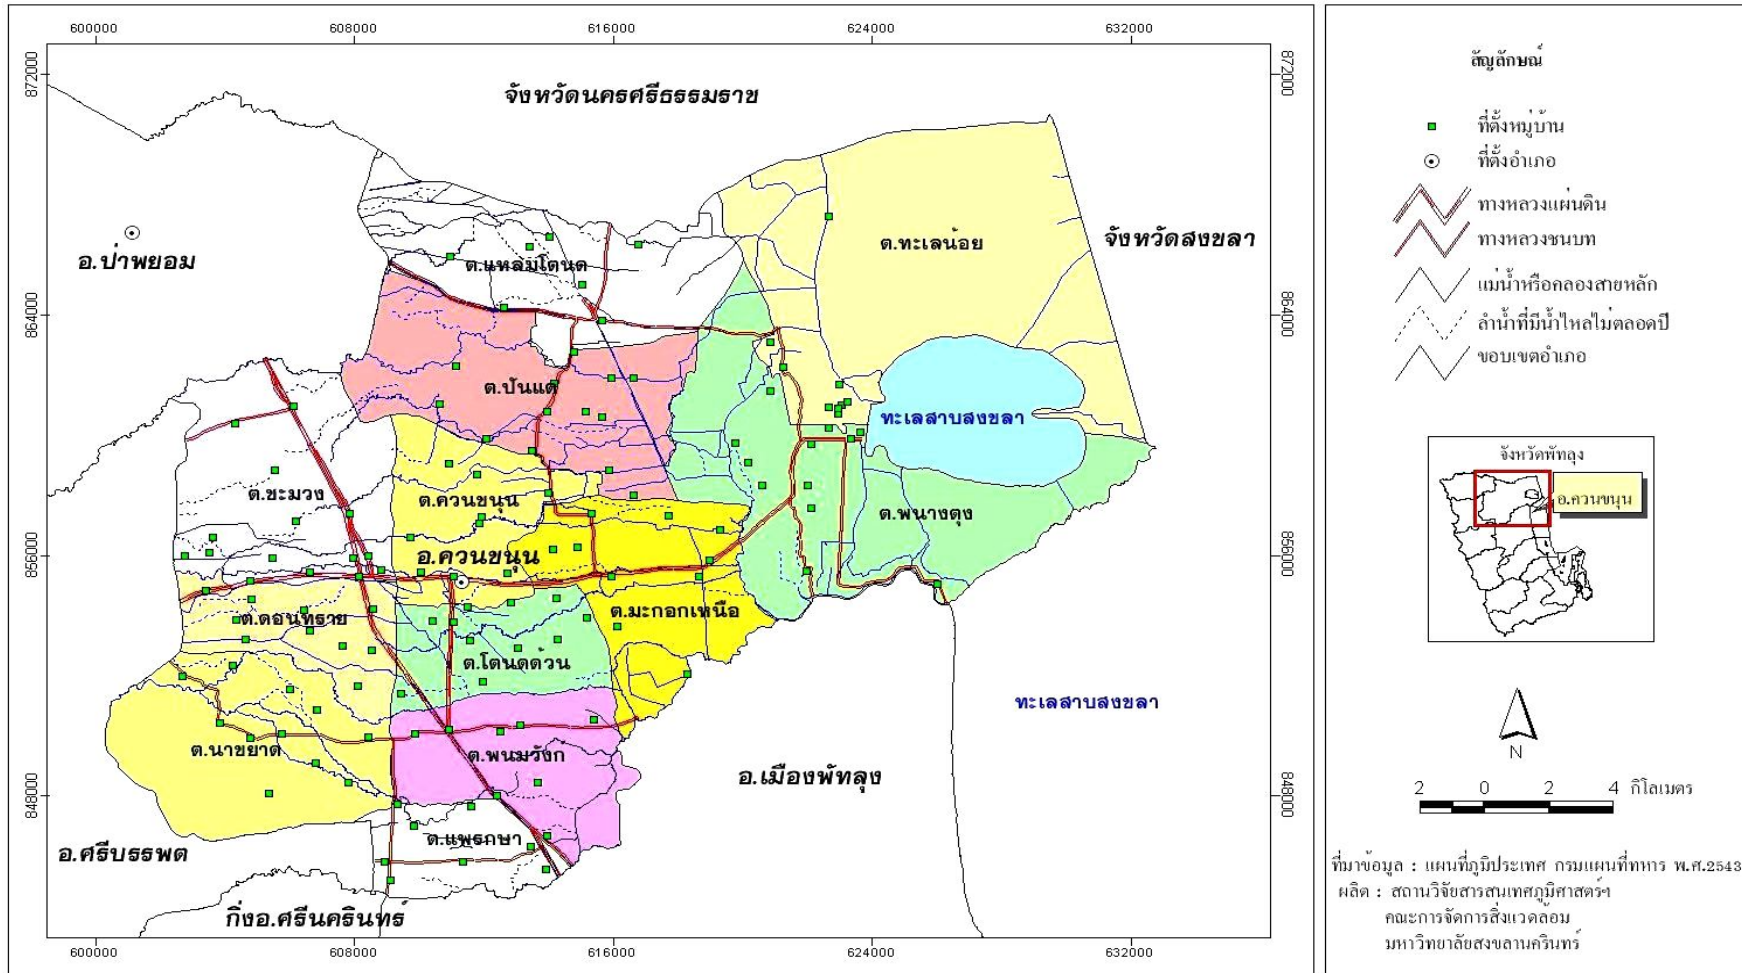 600000 608000 616000 624000 632000
872000 872000
จังหวัดนครศรีธรรมราช
ต.ทะเลน้อย
จังหวัดสงขลา
อ.ป่าพยอม
ต.แหลมโตนด
864000 864000
ต.ปันแต
ทะเลสาบสงขลา
ต.ชะมวง
ต.ควนขนุน
ต.พนางตุง
อ.ควนขนุน
856000 856000
ต.ดอนทราย
ต.มะกอกเหนือ
ต.โตนดด้วน
ทะเลสาบสงขลา
ต.นาขยาด
ต.พนมวังก์
อ.เมืองพัทลุง
848000 848000
ต.แพรกษา
อ.ศรีบรรพต
กิ่งอ.ศรีนครินทร์
600000 608000 616000 624000 632000
สัญลักษณ์
ที่ตั้งหมู่บ้าน
ที่ตั้งอำเภอ
ทางหลวงแผ่นดิน
ทางหลวงชนบท
แม่น้ำหรือคลองสายหลัก
ลำน้ำที่มีน้ำไหลไม่ตลอดปี
ขอบเขตอำเภอ
จังหวัดพัทลุง
อ.ควนขนุน
N
2 0 2 4 กิโลเมตร
ที่มาข้อมูล : แผนที่ภูมิประเทศ กรมแผนที่ทหาร พ.ศ.2543
ผลิต : สถานวิจัยสารสนเทศภูมิศาสตร์ฯ
คณะการจัดการสิ่งแวดล้อม
มหาวิทยาลัยสงขลานครินทร์